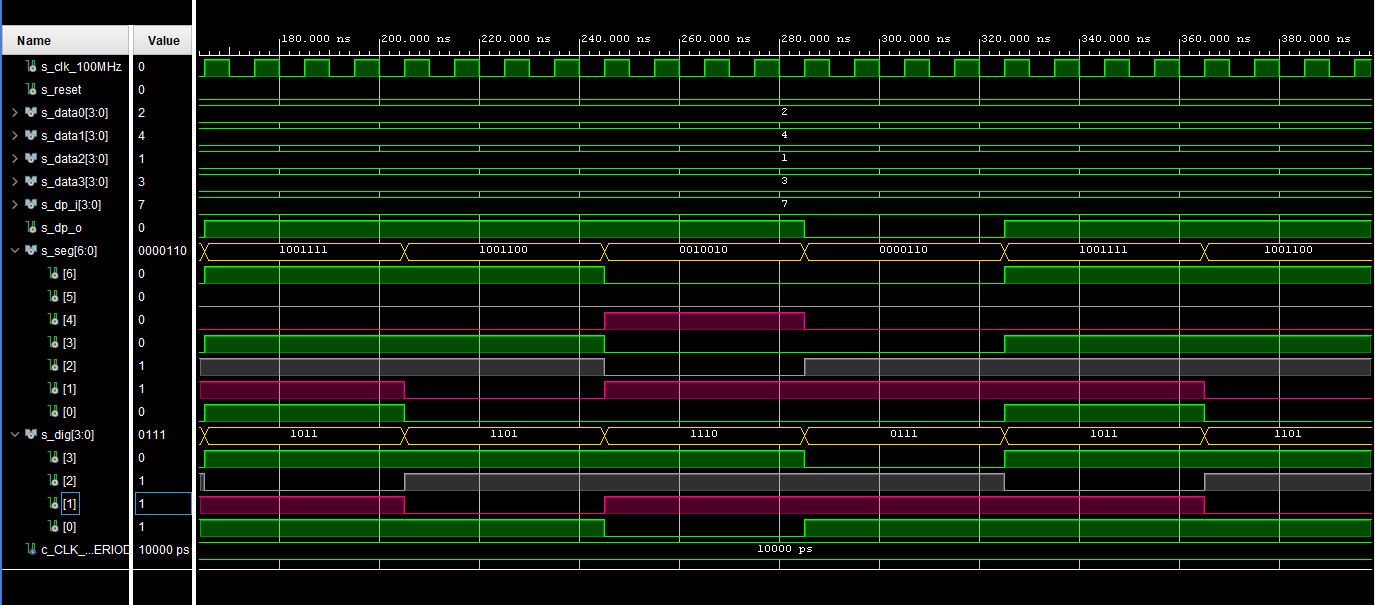 Name Value
180.000 ns 200.000 ns 220.000 ns 240.000 ns 260.000 ns 280.000 ns 300.000 ns 320.000 ns 340.000 ns 360.000 ns 380.000 ns
s_clk_100MHz 0
s_reset 0
s_data0[3:0] 2 2
s_data1[3:0] 4 4
s_data2[3:0] 1 1
s_data3[3:0] 3 3
s_dp_i[3:0] 7 7
s_dp_o 0
s_seg[6:0] 0000110 1001111 1001100 0010010 0000110 1001111 1001100
[6] 0
[5] 0
[4] 0
[3] 0
[2] 1
[1] 1
[0] 0
s_dig[3:0] 0111 1011 1101 1110 0111 1011 1101
[3] 0
[2] 1
[1] 1
[0] 1
c_CLK_...ERIOD 10000 ps 10000 ps